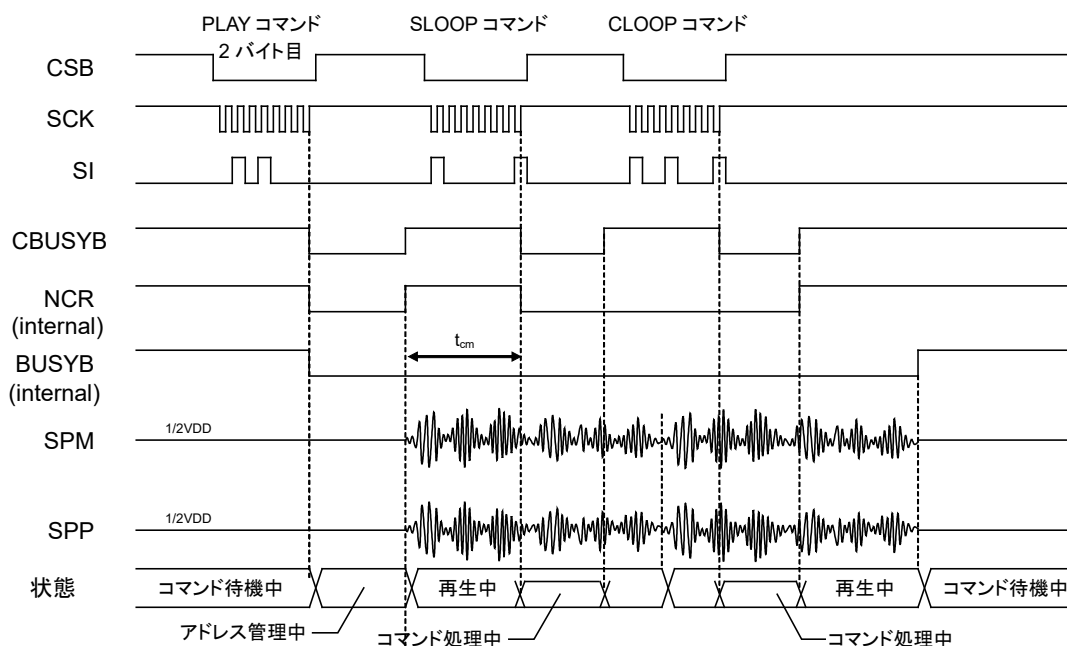 PLAY コマンド
2 バイト目
SLOOP コマンド
CLOOP コマンド
CSB
SCK
SI
CBUSYB
NCR
(internal)
tcm
BUSYB
(internal)
SPM
1/2VDD
SPP
1/2VDD
状態
コマンド待機中
再生中
再生中
コマンド待機中
アドレス管理中
コマンド処理中
コマンド処理中